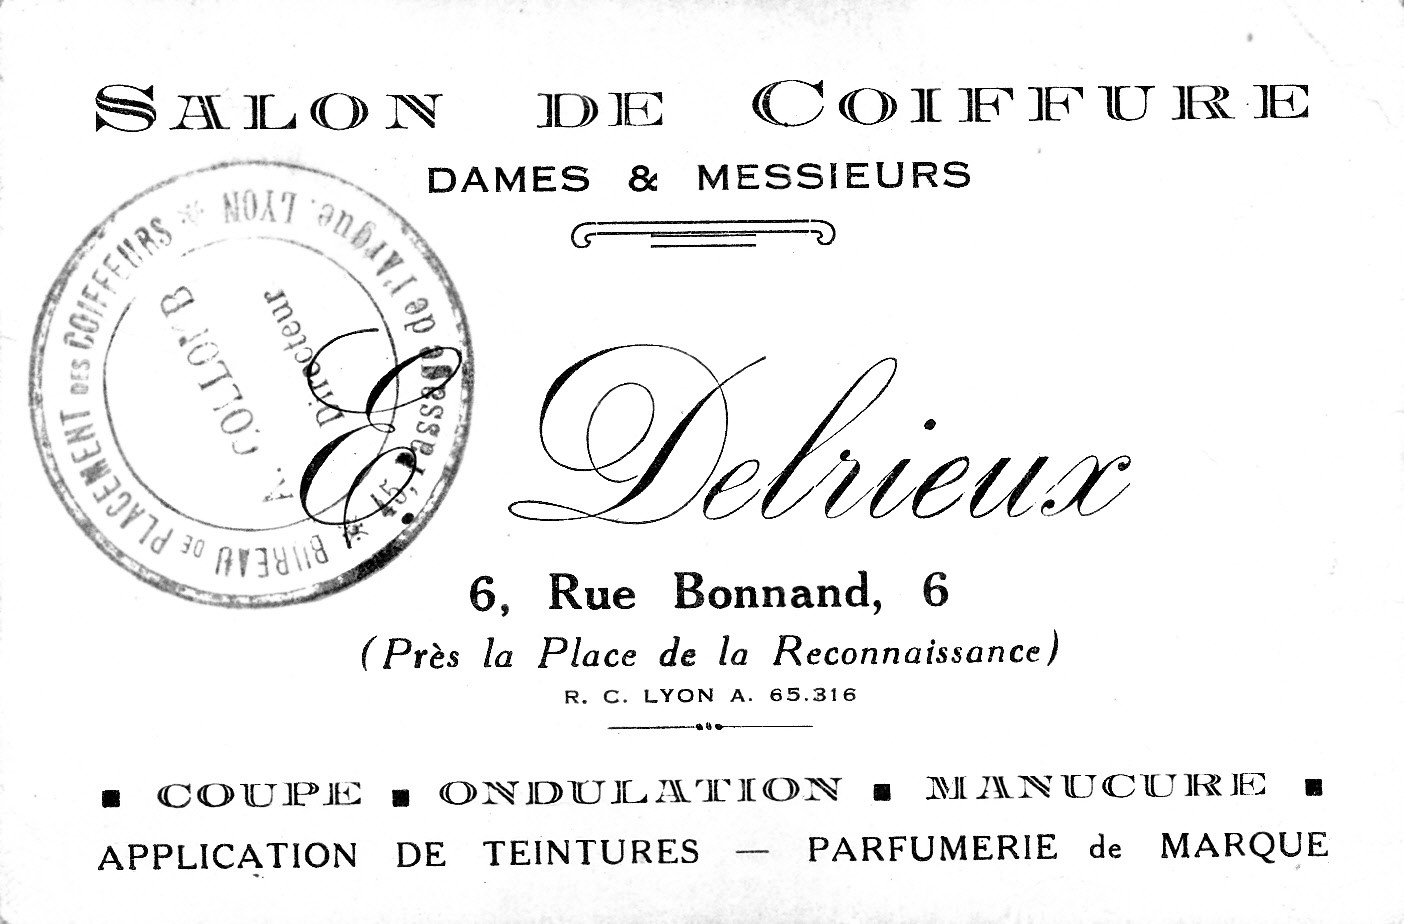 SALON DE COIFFURE
DAMES & MESSIEURS
BUREAU DE PLACEMENT DES COIFFEURS * LYON
45, Passage de l'Argue.
COLLOMB
Directeur
E. Delrieux
6, Rue Bonnand, 6
(Près la Place de la Reconnaissance)
R. C. LYON A. 65.316
▪ COUPE ▪ ONDULATION ▪ MANUCURE ▪
APPLICATION DE TEINTURES — PARFUMERIE de MARQUE